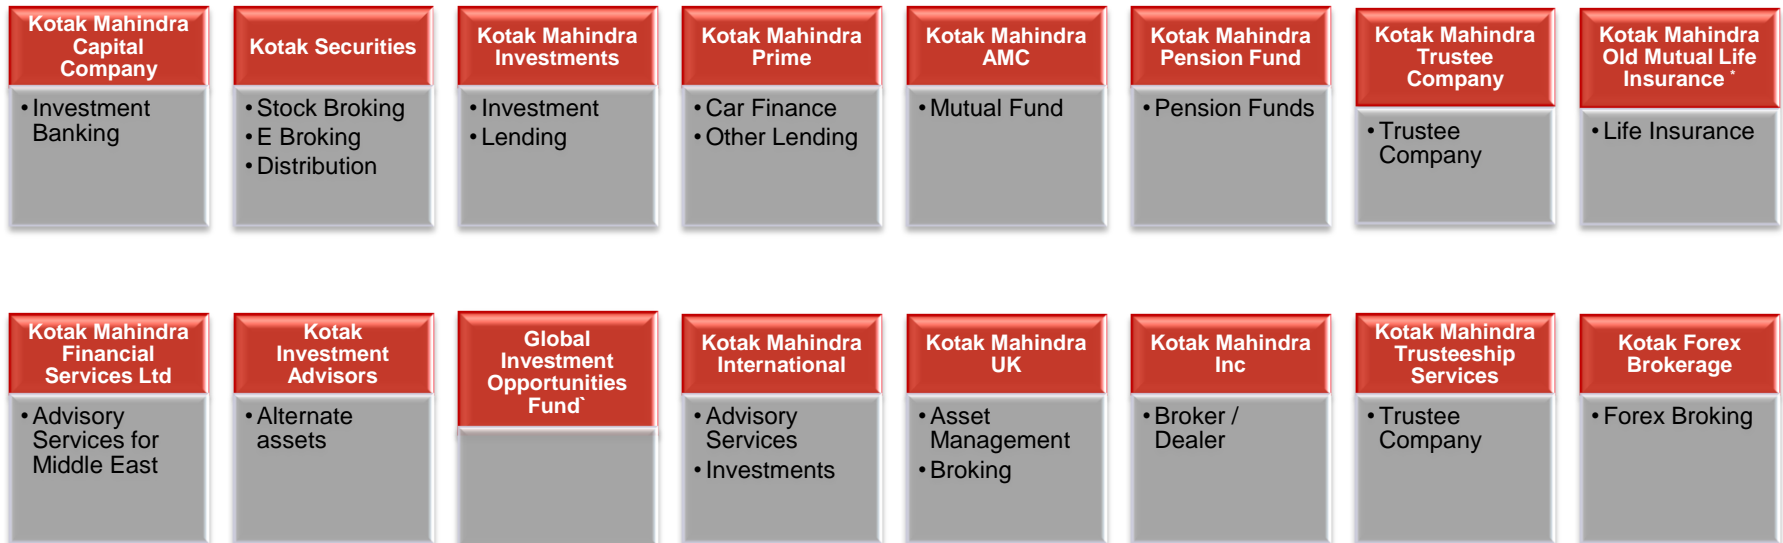 Kotak Mahindra
Capital
Company
• Investment
Banking
Kotak Securities
• Stock Broking
• E Broking
• Distribution
Kotak Mahindra
Investments
• Investment
• Lending
Kotak Mahindra
Prime
• Car Finance
• Other Lending
Kotak Mahindra
AMC
• Mutual Fund
Kotak Mahindra
Pension Fund
• Pension Funds
Kotak Mahindra
Trustee
Company
• Trustee
Company
Kotak Mahindra
Old Mutual Life
Insurance *
• Life Insurance
Kotak Mahindra
Financial
Services Ltd
• Advisory
Services for
Middle East
Kotak
Investment
Advisors
• Alternate
assets
Global
Investment
Opportunities
Fund`
Kotak Mahindra
International
• Advisory
Services
• Investments
Kotak Mahindra
UK
• Asset
Management
• Broking
Kotak Mahindra
Inc
• Broker /
Dealer
Kotak Mahindra
Trusteeship
Services
• Trustee
Company
Kotak Forex
Brokerage
• Forex Broking